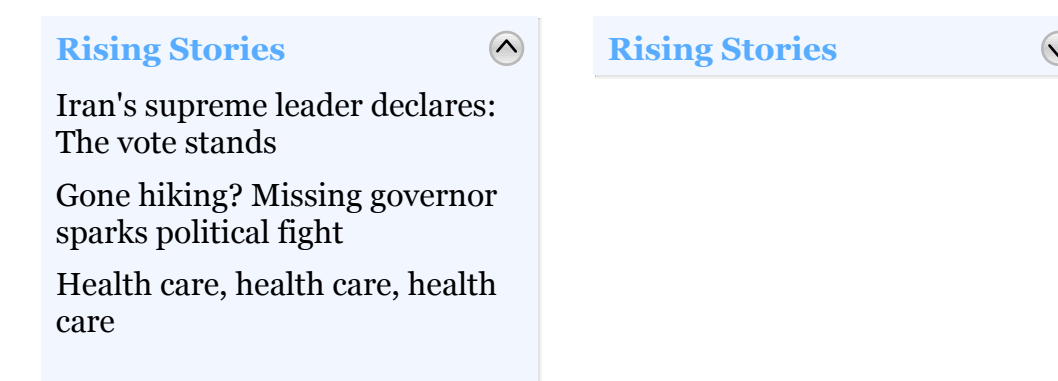 Rising Stories
Iran's supreme leader declares:
The vote stands
Gone hiking? Missing governor
sparks political fight
Health care, health care, health
care
Rising Stories